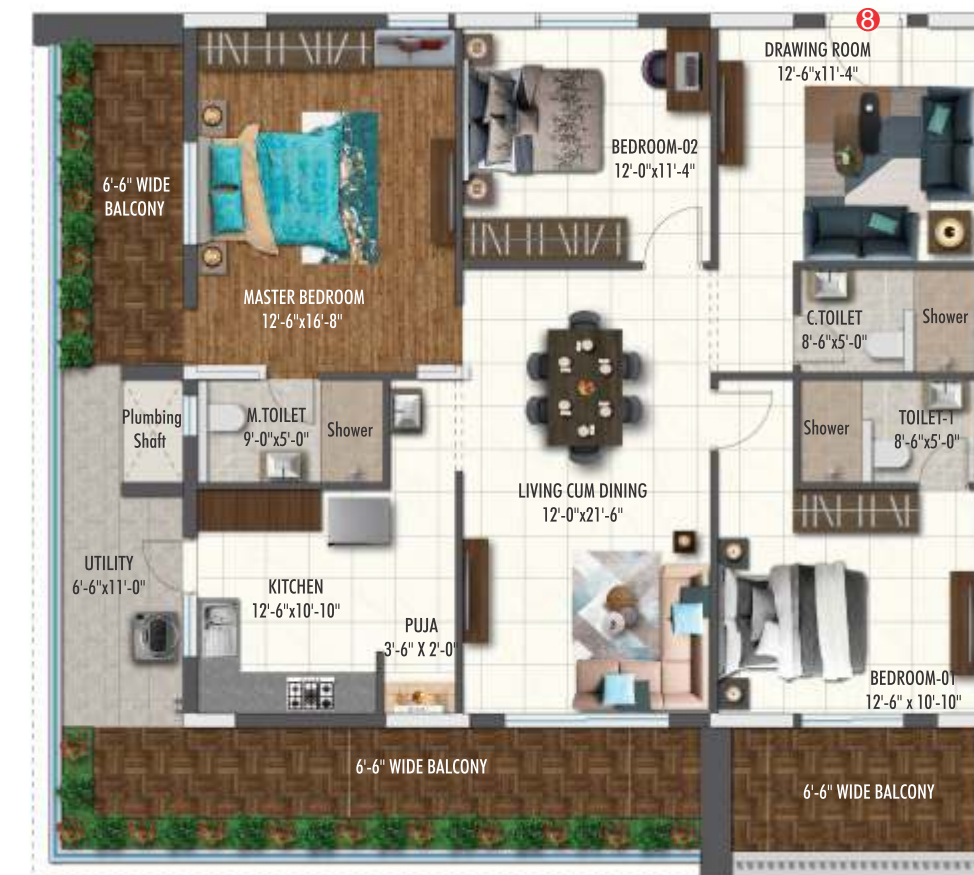 8
DRAWING ROOM
12'-6"x11'-4"
BEDROOM-02
12'-0"x11'-4"
6'-6" WIDE
BALCONY
MASTER BEDROOM
12'-6"x16'-8"
C.TOILET
8'-6"x5'-0"
Shower
Plumbing
Shaft
M.TOILET
9'-0"x5'-0"
Shower
Shower
TOILET-1
8'-6"x5'-0"
LIVING CUM DINING
12'-0"x21'-6"
UTILITY
6'-6"x11'-0"
KITCHEN
12'-6"x10'-10"
PUJA
3'-6" X 2'-0"
BEDROOM-01
12'-6" x 10'-10"
6'-6" WIDE BALCONY
6'-6" WIDE BALCONY